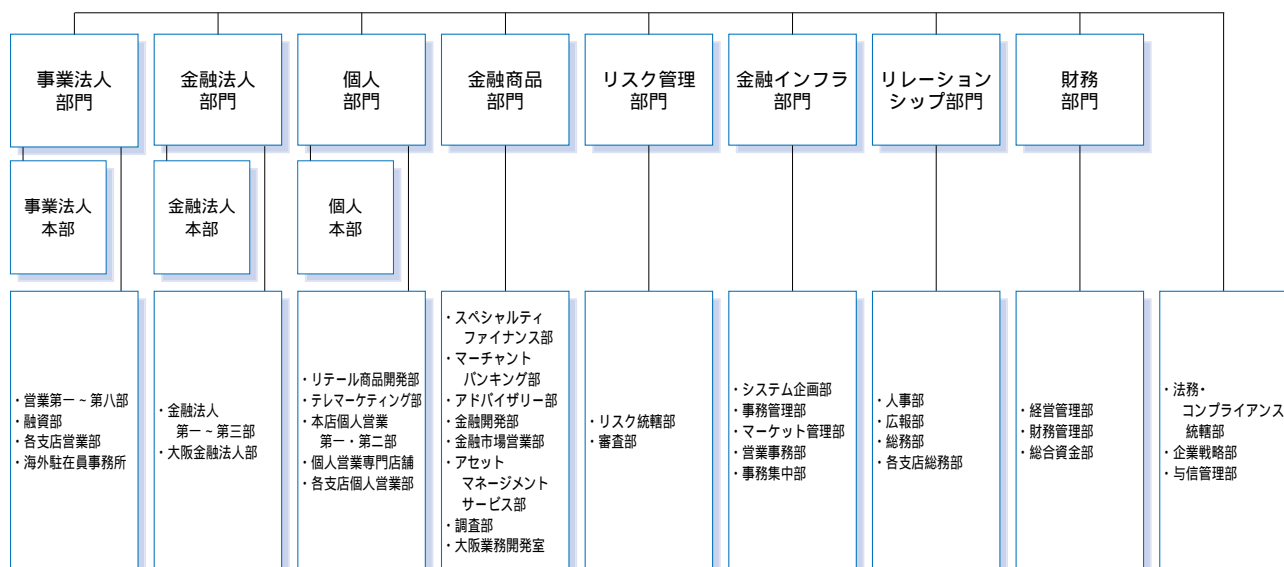 事業法人
部門
金融法人
部門
個人
部門
金融商品
部門
リスク管理
部門
金融インフラ
部門
リレーション
シップ部門
財務
部門
事業法人
本部
金融法人
本部
個人
本部
・営業第一~第八部
・融資部
・各支店営業部
・海外駐在員事務所
・金融法人
第一~第三部
・大阪金融法人部
・リテール商品開発部
・テレマーケティング部
・本店個人営業
第一・第二部
・個人営業専門店舗
・各支店個人営業部
・スペシャルティ
ファイナンス部
・マーチャント
バンキング部
・アドバイザリー部
・金融開発部
・金融市場営業部
・アセット
マネージメント
サービス部
・調査部
・大阪業務開発室
・リスク統轄部
・審査部
・システム企画部
・事務管理部
・マーケット管理部
・営業事務部
・事務集中部
・人事部
・広報部
・総務部
・各支店総務部
・経営管理部
・財務管理部
・総合資金部
・法務・
コンプライアンス
統轄部
・企業戦略部
・与信管理部